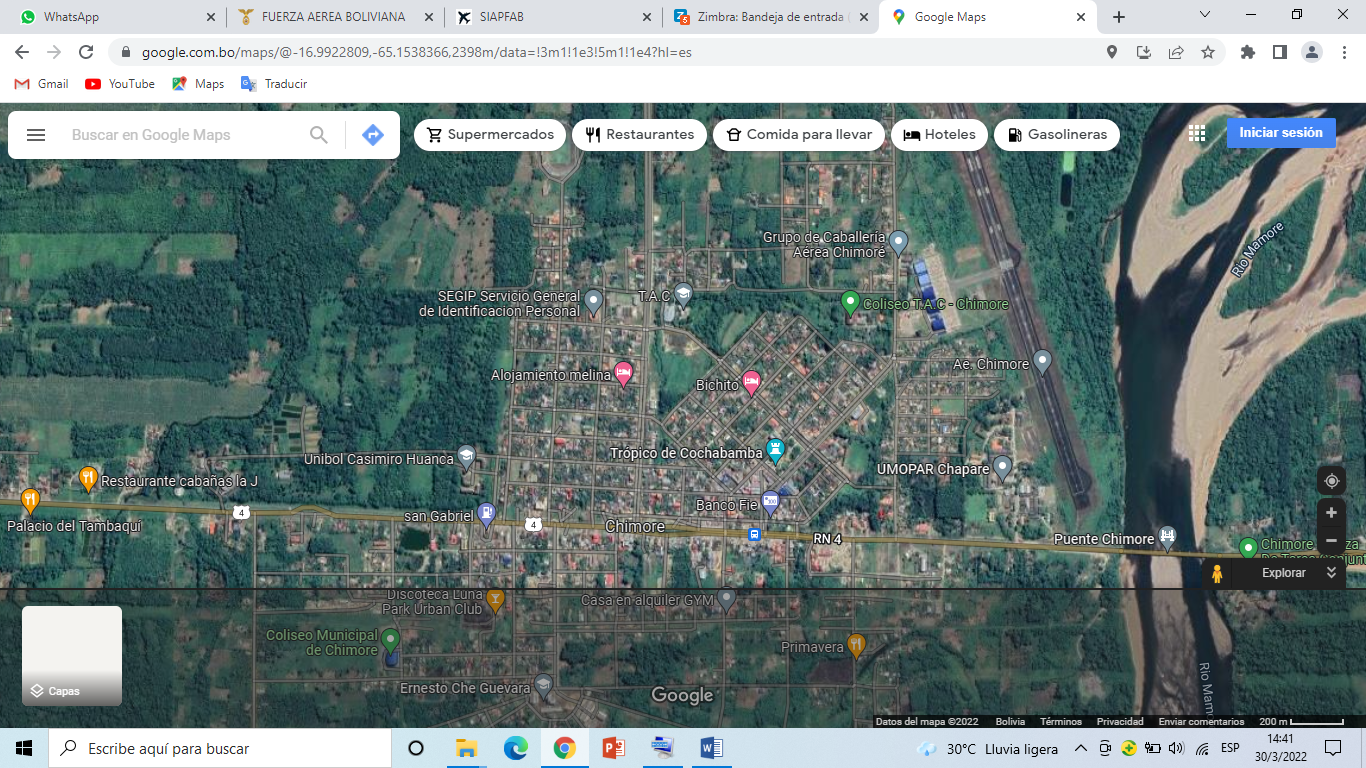 WhatsApp
FUERZA AEREA BOLIVIANA
SIAPFAB
Zimbra: Bandeja de entrada
Google Maps
google.com.bo/maps/@-16.9922809,-65.1538366,2398m/data=!3m1!1e3!5m1!1e4?hl=es
Gmail
YouTube
Maps
Traducir
Buscar en Google Maps
Supermercados
Restaurantes
Comida para llevar
Hoteles
Gasolineras
Iniciar sesión
Grupo de Caballería
Aérea Chimoré
Rio Mamore
SEGIP Servicio General
de Identificacion Personal
T.A.C
Coliseo T.A.C - Chimore
Alojamiento melina
Bichito
Ae. Chimore
Unibol Casimiro Huanca
Trópico de Cochabamba
UMOPAR Chapare
Restaurante cabañas la J
Palacio del Tambaquí
4
san Gabriel
4
Banco Fie
Chimore
RN 4
Puente Chimore
Chimore
Explorar
Discoteca Luna
Park Urban Club
Casa en alquiler GYM
Coliseo Municipal
de Chimore
Primavera
Ernesto Che Guevara
Rio Mam
Capas
Google
Datos del mapa ©2022
Bolivia
Términos
Privacidad
Enviar comentarios
200 m
Escribe aquí para buscar
30°C Lluvia ligera
ESP
14:41
30/3/2022